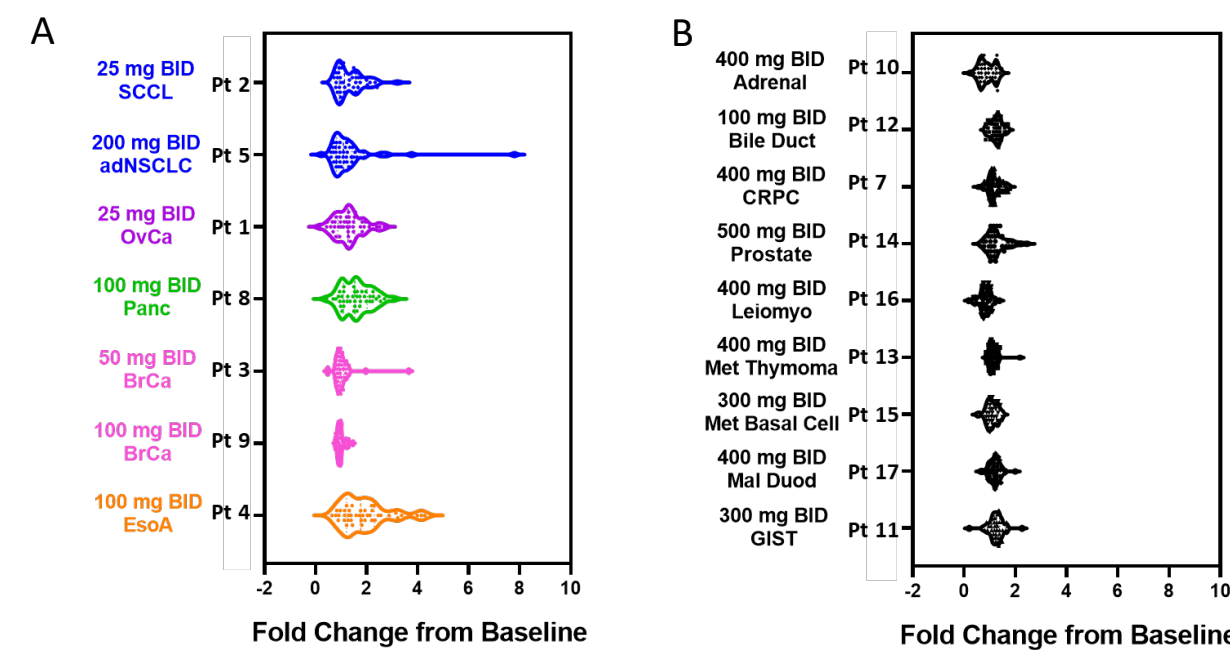 A
25 mg BID
SCCL
Pt 2
200 mg BID
adNSCLC
Pt 5
25 mg BID
OvCa
Pt 1
100 mg BID
Panc
Pt 8
50 mg BID
BrCa
Pt 3
100 mg BID
BrCa
Pt 9
100 mg BID
EsoA
Pt 4
-2 0 2 4 6 8 10
Fold Change from Baseline
B
400 mg BID
Adrenal
Pt 10
100 mg BID
Bile Duct
Pt 12
400 mg BID
CRPC
Pt 7
500 mg BID
Prostate
Pt 14
400 mg BID
Leiomyo
Pt 16
400 mg BID
Met Thymoma
Pt 13
300 mg BID
Met Basal Cell
Pt 15
400 mg BID
Mal Duod
Pt 17
300 mg BID
GIST
Pt 11
-2 0 2 4 6 8 10
Fold Change from Baseline